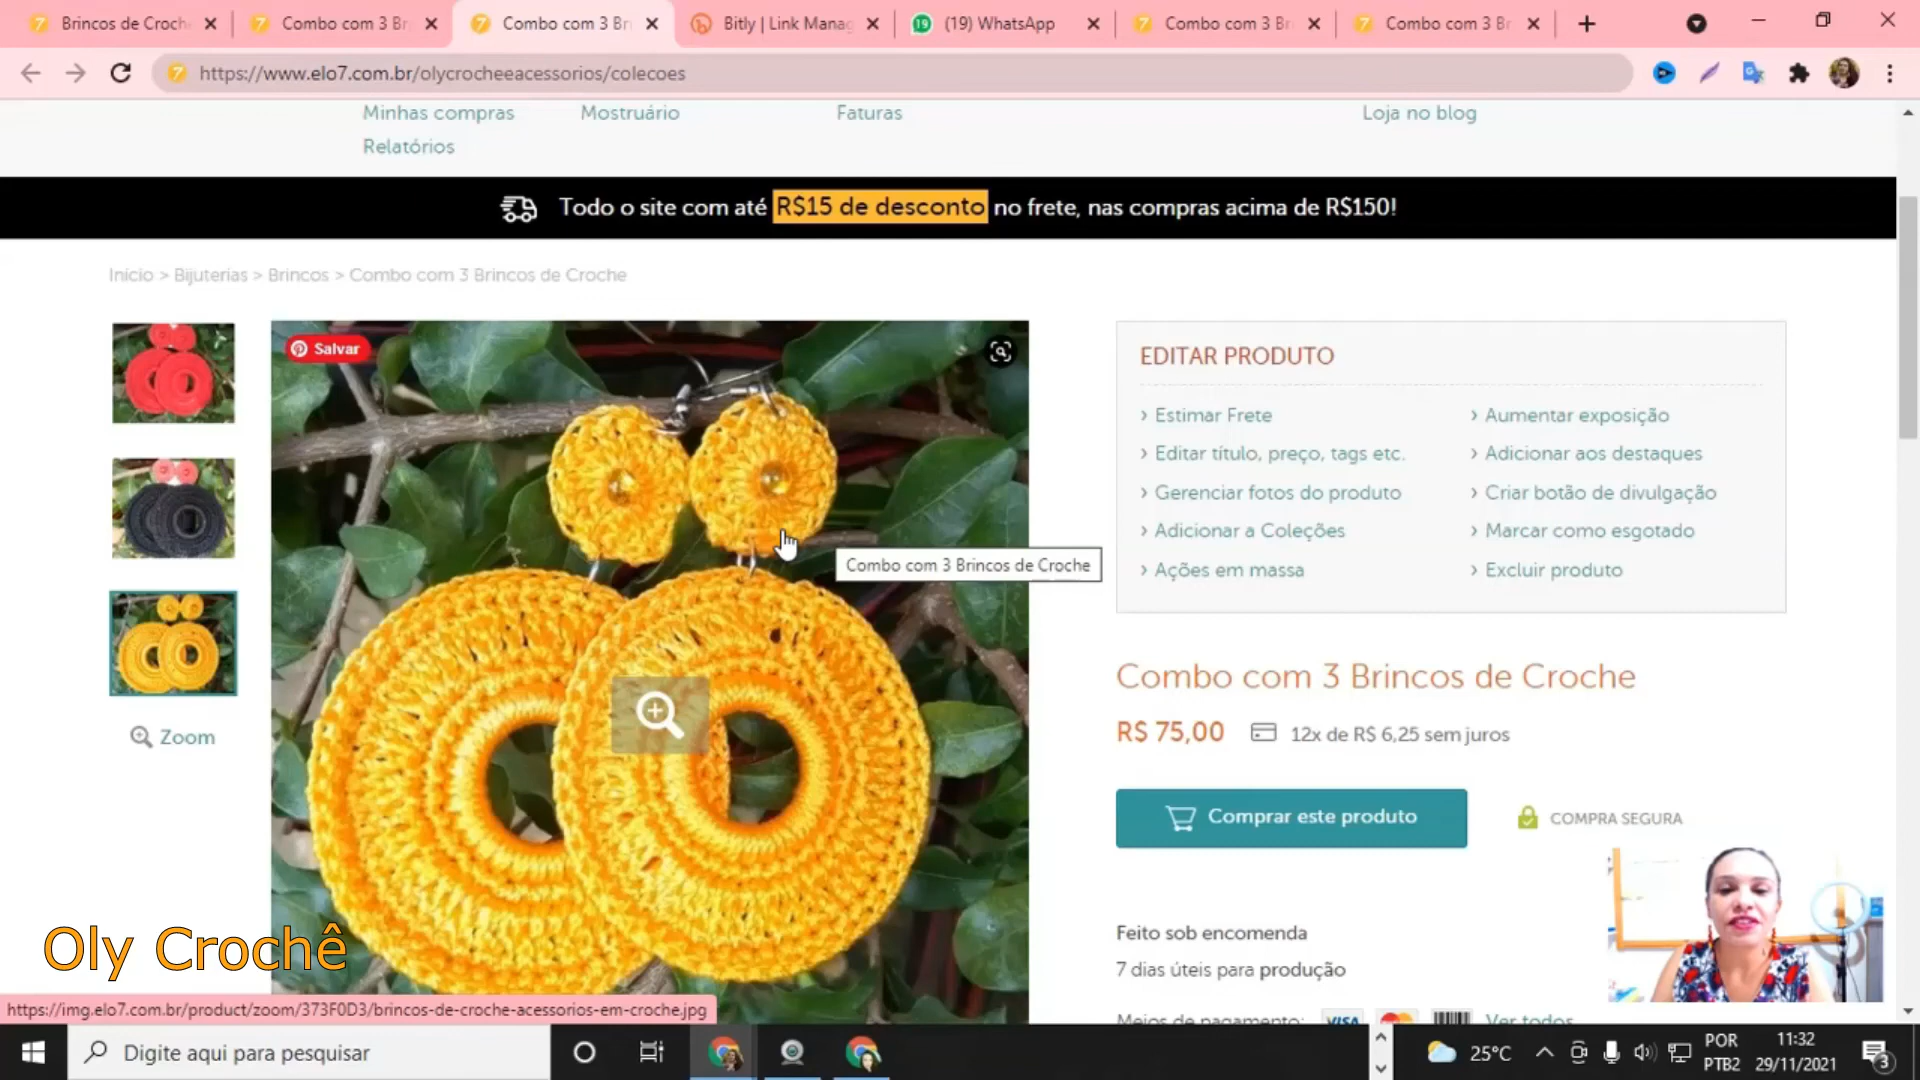 Brincos de Croch
Combo com 3 Br
Combo com 3 Br
Bitly | Link Manag
(19) WhatsApp
Combo com 3 Br
Combo com 3 Br
https://www.elo7.com.br/olycrocheeacessorios/colecoes
Minhas compras
Mostruário
Faturas
Loja no blog
Relatórios
Todo o site com até R$15 de desconto no frete, nas compras acima de R$150!
Início > Bijuterias > Brincos > Combo com 3 Brincos de Croche
Salvar
Zoom
Combo com 3 Brincos de Croche
EDITAR PRODUTO
› Estimar Frete
› Aumentar exposição
› Editar título, preço, tags etc.
› Adicionar aos destaques
› Gerenciar fotos do produto
› Criar botão de divulgação
› Adicionar a Coleções
› Marcar como esgotado
› Ações em massa
› Excluir produto
Combo com 3 Brincos de Croche
R$ 75,00
12x de R$ 6,25 sem juros
Comprar este produto
COMPRA SEGURA
Feito sob encomenda
7 dias úteis para produção
Meios de pagamento:
VISA
Ver todos
Oly Crochê
https://img.elo7.com.br/product/zoom/373F0D3/brincos-de-croche-acessorios-em-croche.jpg
Digite aqui para pesquisar
25°C
POR
PTB2
11:32
29/11/2021
3